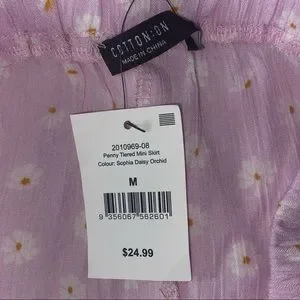 COTTON:ON
MADE IN CHINA
2010969-08
Penny Tiered Mini Skirt
Colour: Sophia Daisy Orchid
M
9 356067 562601
$24.99